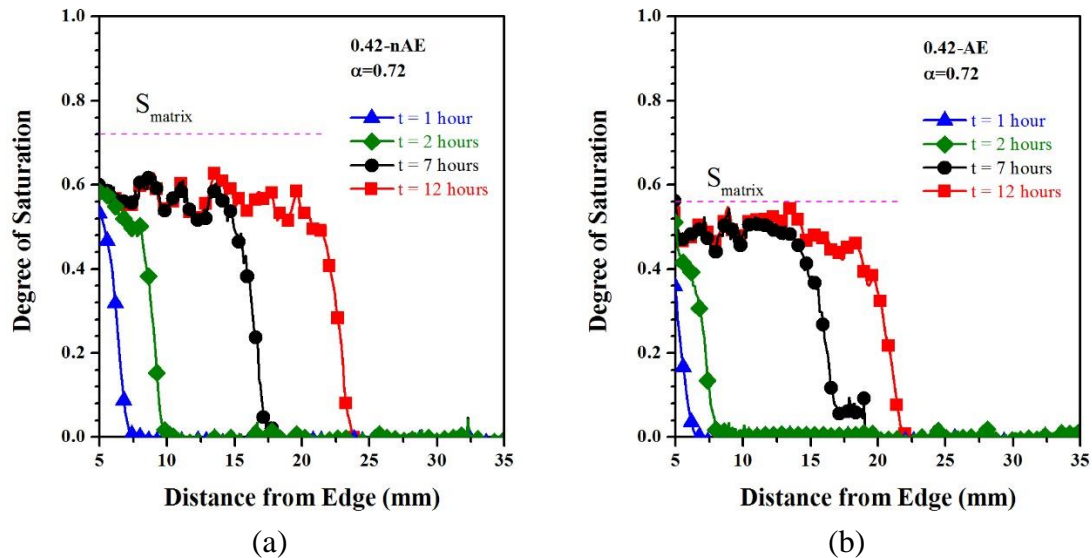 1.0
0.8
0.6
0.4
0.2
0.0
Degree of Saturation
0.42-nAE
α=0.72
S matrix
t = 1 hour
t = 2 hours
t = 7 hours
t = 12 hours
5 10 15 20 25 30 35
Distance from Edge (mm)
(a)
1.0
0.8
0.6
0.4
0.2
0.0
Degree of Saturation
0.42-AE
α=0.72
S matrix
t = 1 hour
t = 2 hours
t = 7 hours
t = 12 hours
5 10 15 20 25 30 35
Distance from Edge (mm)
(b)